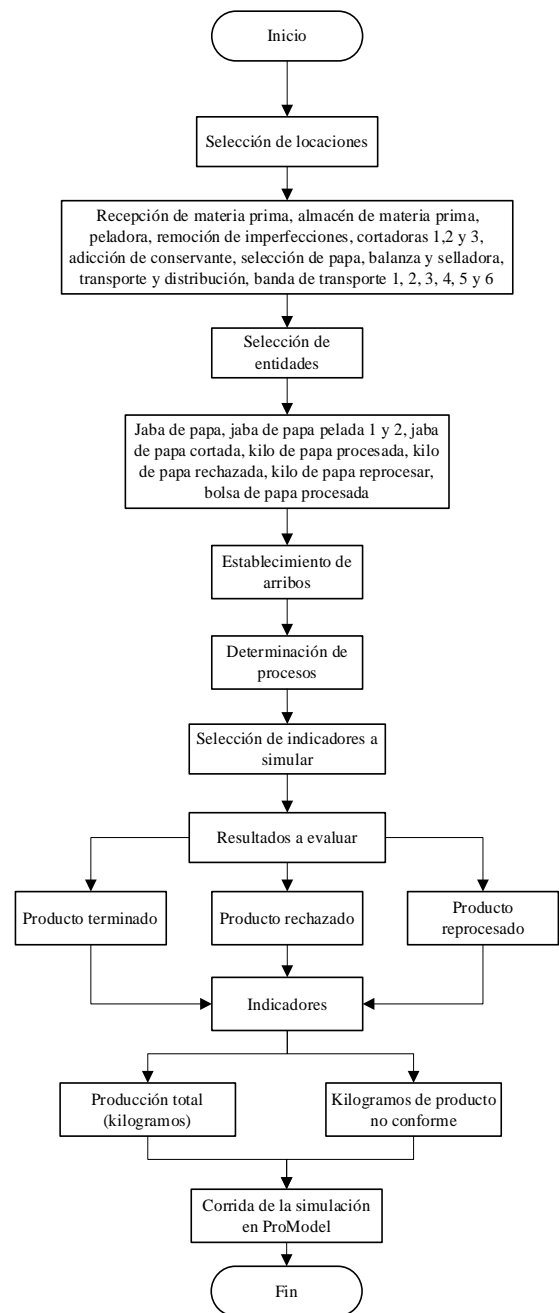 Inicio
Selección de locaciones
Recepción de materia prima, almacén de materia prima,
peladora, remoción de imperfecciones, cortadoras 1,2 y 3,
adicción de conservante, selección de papa, balanza y selladora,
transporte y distribución, banda de transporte 1, 2, 3, 4, 5 y 6
Selección de
entidades
Jaba de papa, jaba de papa pelada 1 y 2, jaba
de papa cortada, kilo de papa procesada, kilo
de papa rechazada, kilo de papa reprocesar,
bolsa de papa procesada
Establecimiento de
arribos
Determinación de
procesos
Selección de indicadores a
simular
Resultados a evaluar
Producto terminado
Producto rechazado
Producto
reprocesado
Indicadores
Producción total
(kilogramos)
Kilogramos de producto
no conforme
Corrida de la simulación
en ProModel
Fin